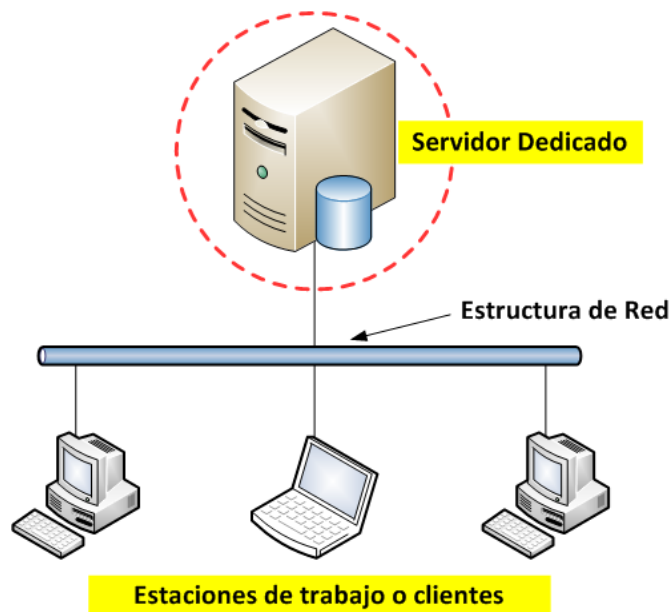 Servidor Dedicado
Estructura de Red
Estaciones de trabajo o clientes